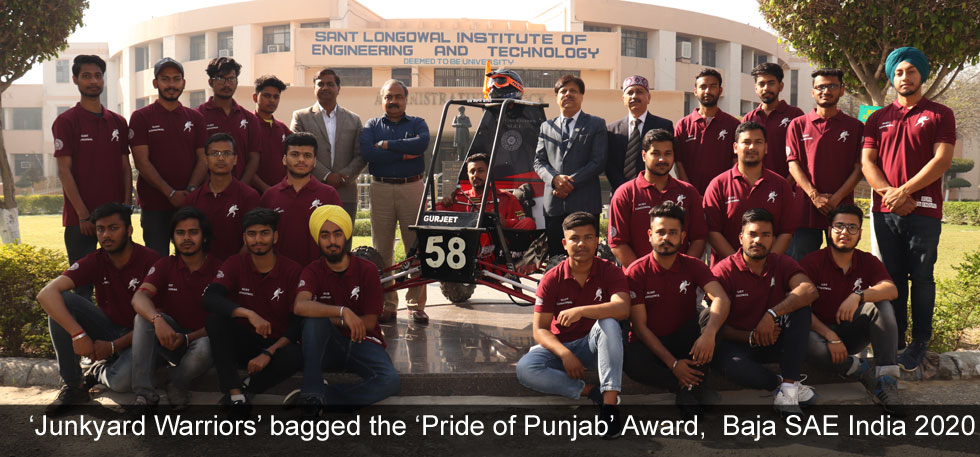 SANT LONGOWAL INSTITUTE OF
ENGINEERING AND TECHNOLOGY
DEEMED TO BE UNIVERSITY
GURJEET
58
‘Junkyard Warriors’ bagged the ‘Pride of Punjab’ Award, Baja SAE India 2020